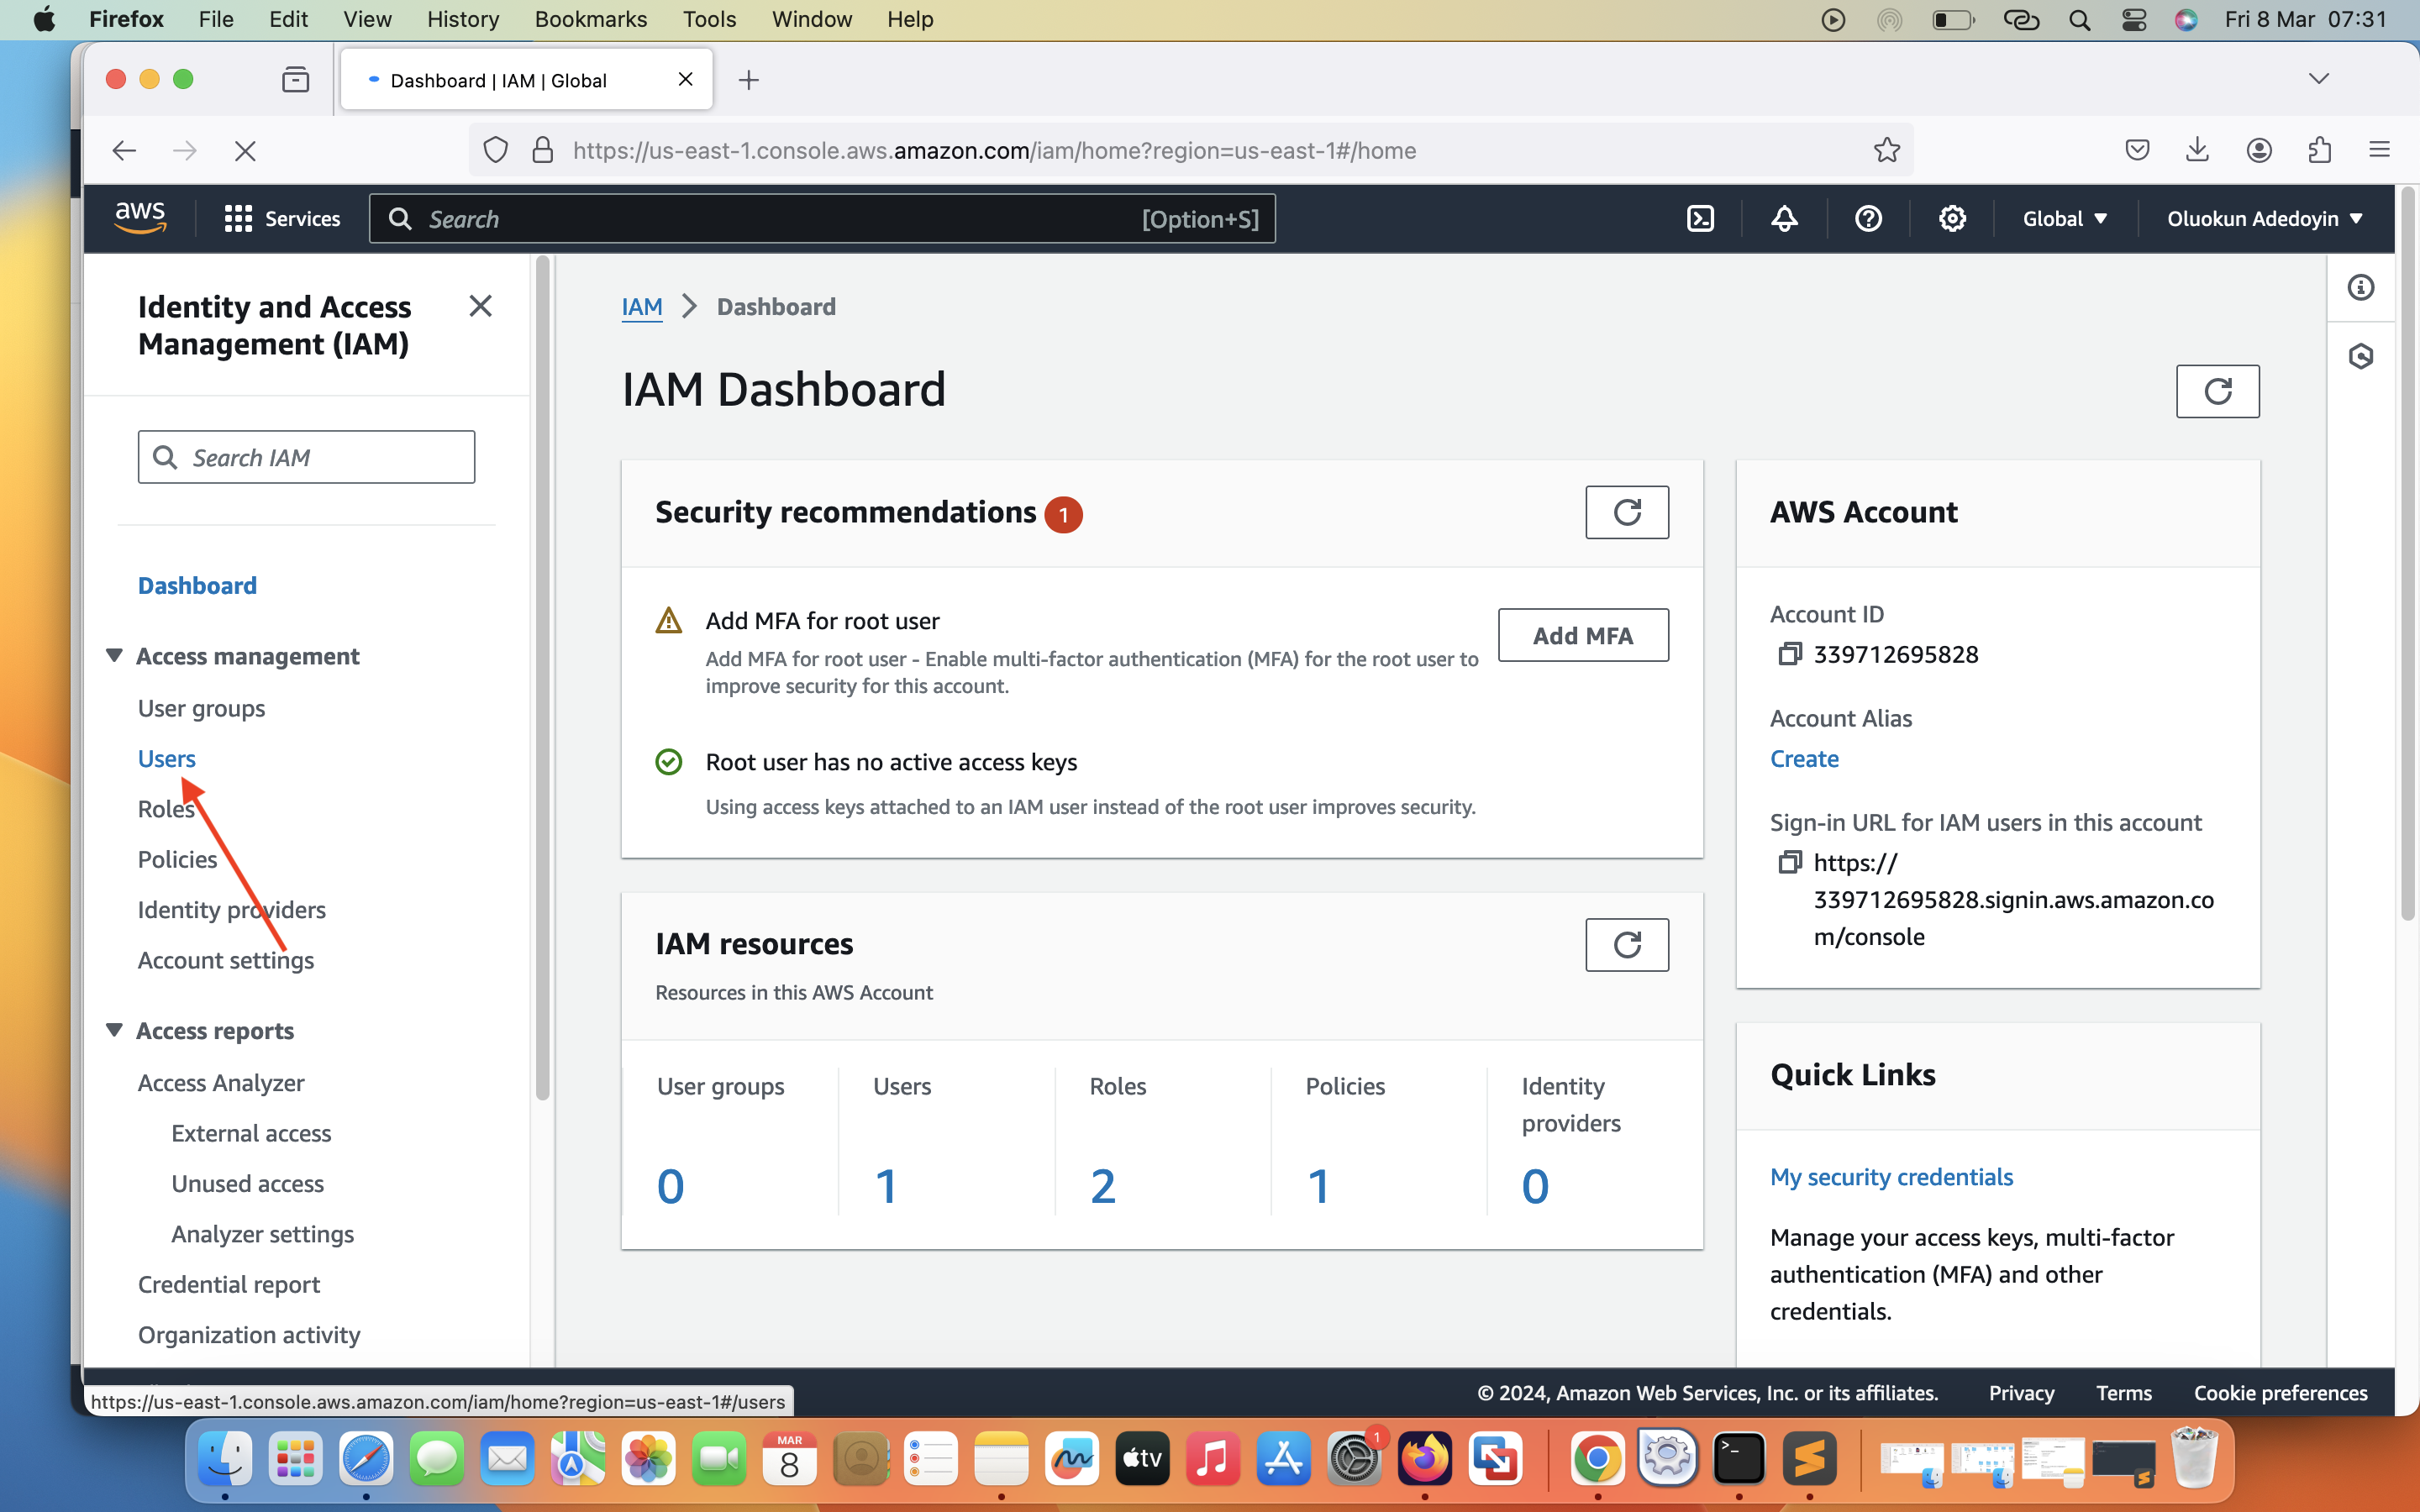 Firefox File Edit View History Bookmarks Tools Window Help
Fri 8 Mar 07:31
Dashboard | IAM | Global
https://us-east-1.console.aws.amazon.com/iam/home?region=us-east-1#/home
aws
Services
Search
[Option+S]
Global
Oluokun Adedoyin
Identity and Access
Management (IAM)
Search IAM
Dashboard
Access management
User groups
Users
Roles
Policies
Identity providers
Account settings
Access reports
Access Analyzer
External access
Unused access
Analyzer settings
Credential report
Organization activity
IAM
Dashboard
IAM Dashboard
Security recommendations 1
Add MFA for root user
Add MFA for root user - Enable multi-factor authentication (MFA) for the root user to
improve security for this account.
Add MFA
Root user has no active access keys
Using access keys attached to an IAM user instead of the root user improves security.
IAM resources
Resources in this AWS Account
User groups
0
Users
1
Roles
2
Policies
1
Identity
providers
0
AWS Account
Account ID
339712695828
Account Alias
Create
Sign-in URL for IAM users in this account
https://
339712695828.signin.aws.amazon.co
m/console
Quick Links
My security credentials
Manage your access keys, multi-factor
authentication (MFA) and other
credentials.
https://us-east-1.console.aws.amazon.com/iam/home?region=us-east-1#/users
© 2024, Amazon Web Services, Inc. or its affiliates.
Privacy
Terms
Cookie preferences
MAR
8
tv
1